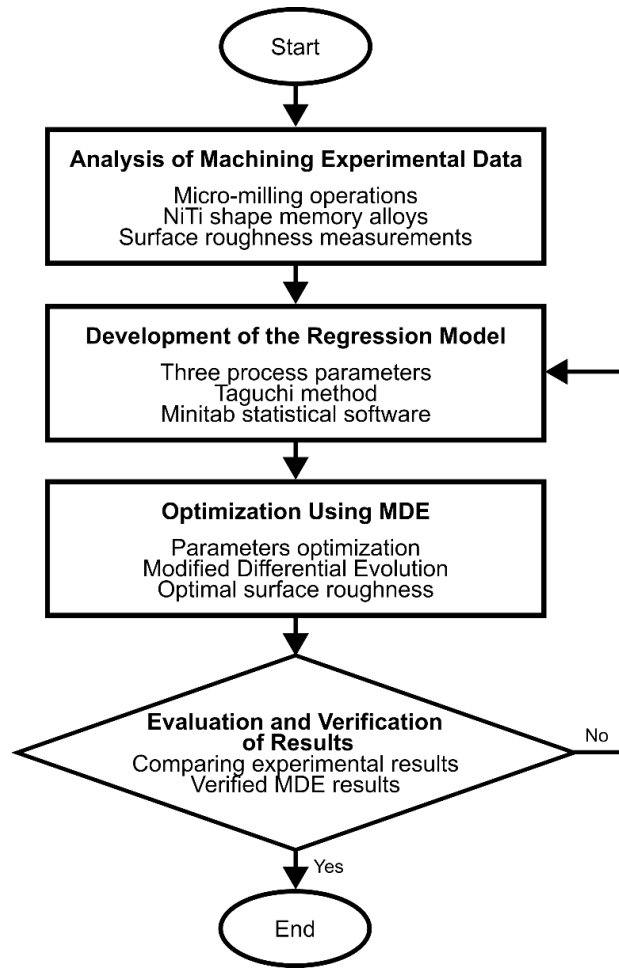 Start
Analysis of Machining Experimental Data
Micro-milling operations
NiTi shape memory alloys
Surface roughness measurements
Development of the Regression Model
Three process parameters
Taguchi method
Minitab statistical software
Optimization Using MDE
Parameters optimization
Modified Differential Evolution
Optimal surface roughness
Evaluation and Verification
of Results
Comparing experimental results
Verified MDE results
No
Yes
End